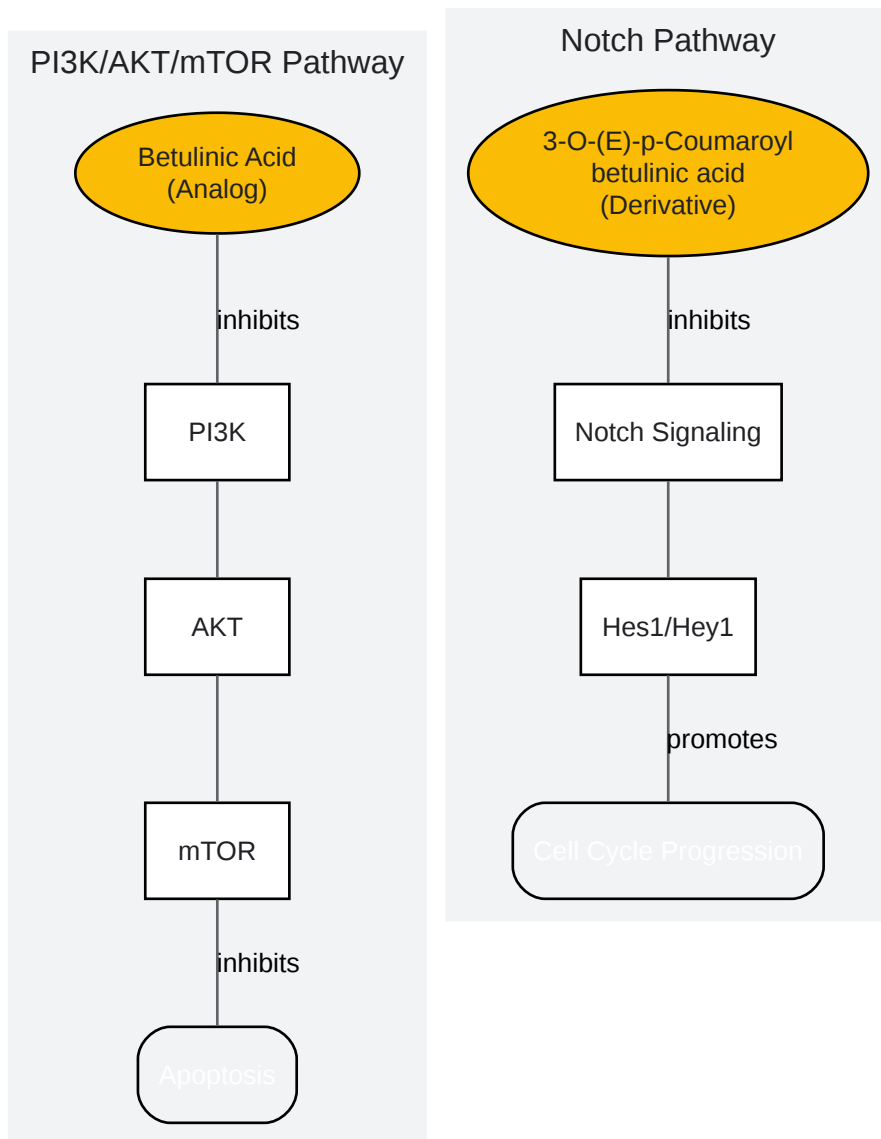 PI3K/AKT/mTOR Pathway
Betulinic Acid
(Analog)
inhibits
PI3K
AKT
mTOR
inhibits
Apoptosis
Notch Pathway
3-O-(E)-p-Coumaroyl
betulinic acid
(Derivative)
inhibits
Notch Signaling
Hes1/Hey1
promotes
Cell Cycle Progression